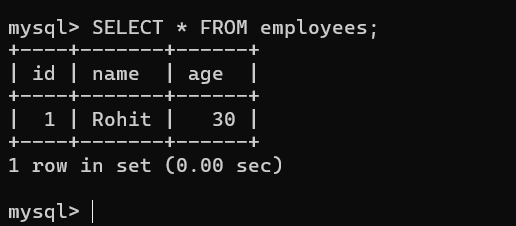 mysql> SELECT * FROM employees;
+----+-------+------+
| id | name  | age  |
+----+-------+------+
|  1 | Rohit |   30 |
+----+-------+------+
1 row in set (0.00 sec)
mysql>